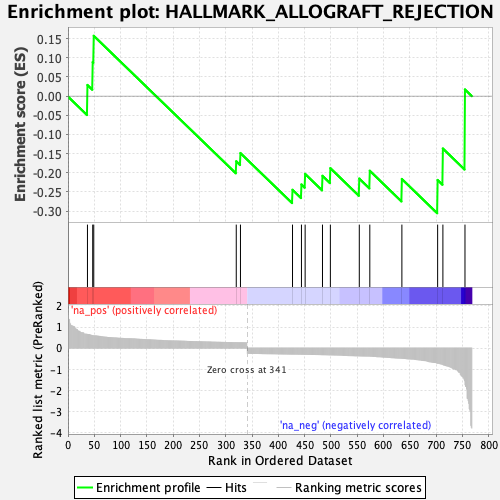 Enrichment plot: HALLMARK_ALLOGRAFT_REJECTION
Enrichment score (ES)
0.15
0.10
0.05
0.00
-0.05
-0.10
-0.15
-0.20
-0.25
-0.30
Ranked list metric (PreRanked)
2
1
0
-1
-2
-3
-4
'na_pos' (positively correlated)
Zero cross at 341
'na_neg' (negatively correlated)
0 50 100 150 200 250 300 350 400 450 500 550 600 650 700 750 800
Rank in Ordered Dataset
Enrichment profile Hits Ranking metric scores